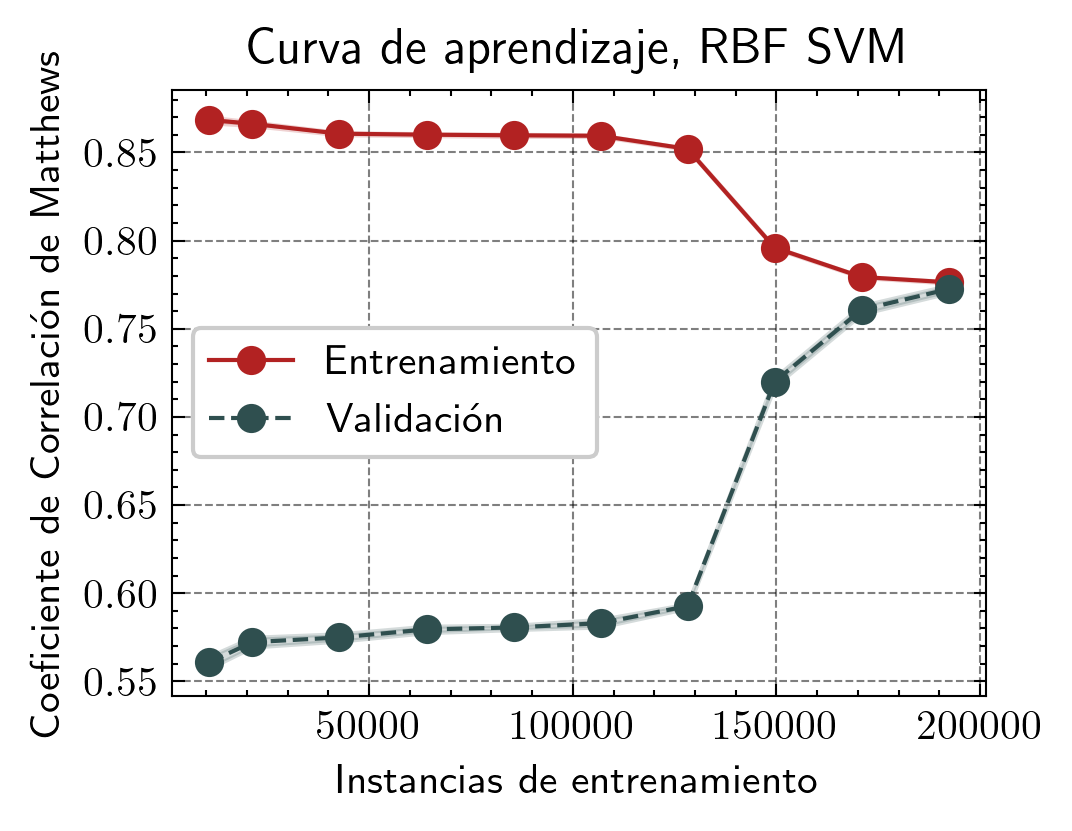 Curva de aprendizaje, RBF SVM
Coeficiente de Correlación de Matthews
0.85
0.80
0.75
0.70
0.65
0.60
0.55
Entrenamiento
Validación
50000
100000
150000
200000
Instancias de entrenamiento